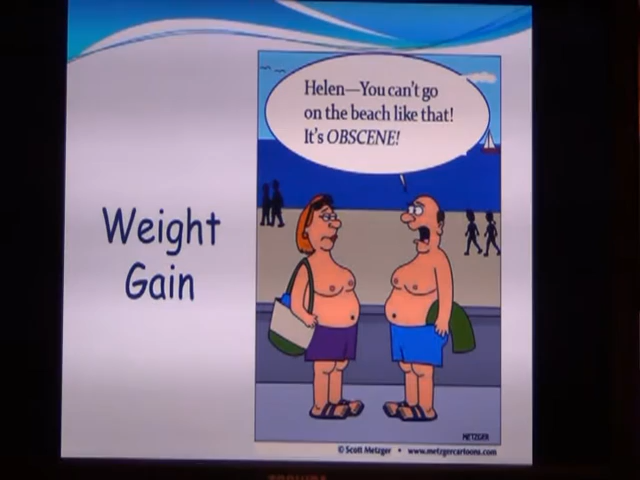 Helen—You can't go
on the beach like that!
It's OBSCENE!
Weight
Gain
METZGER
© Scott Metzger • www.metzgercartoons.com